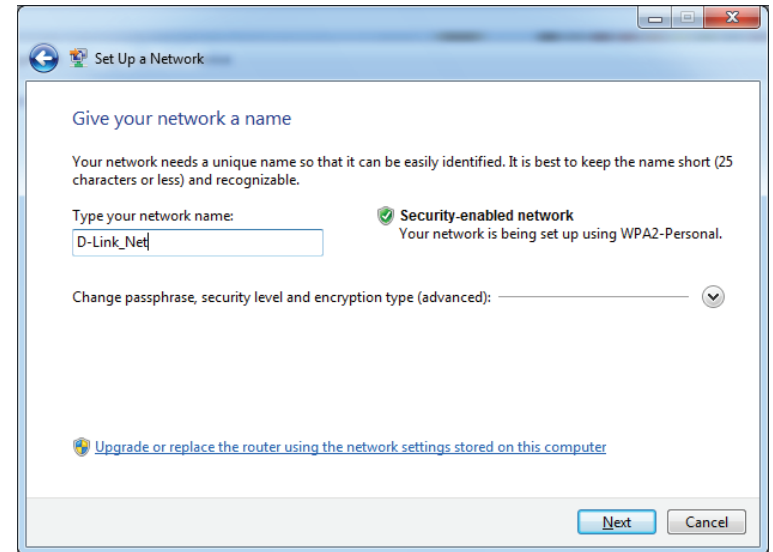 Set Up a Network
Give your network a name
Your network needs a unique name so that it can be easily identified. It is best to keep the name short (25
characters or less) and recognizable.
Type your network name:
D-Link_Net
Security-enabled network
Your network is being set up using WPA2-Personal.
Change passphrase, security level and encryption type (advanced):
Upgrade or replace the router using the network settings stored on this computer
Next Cancel